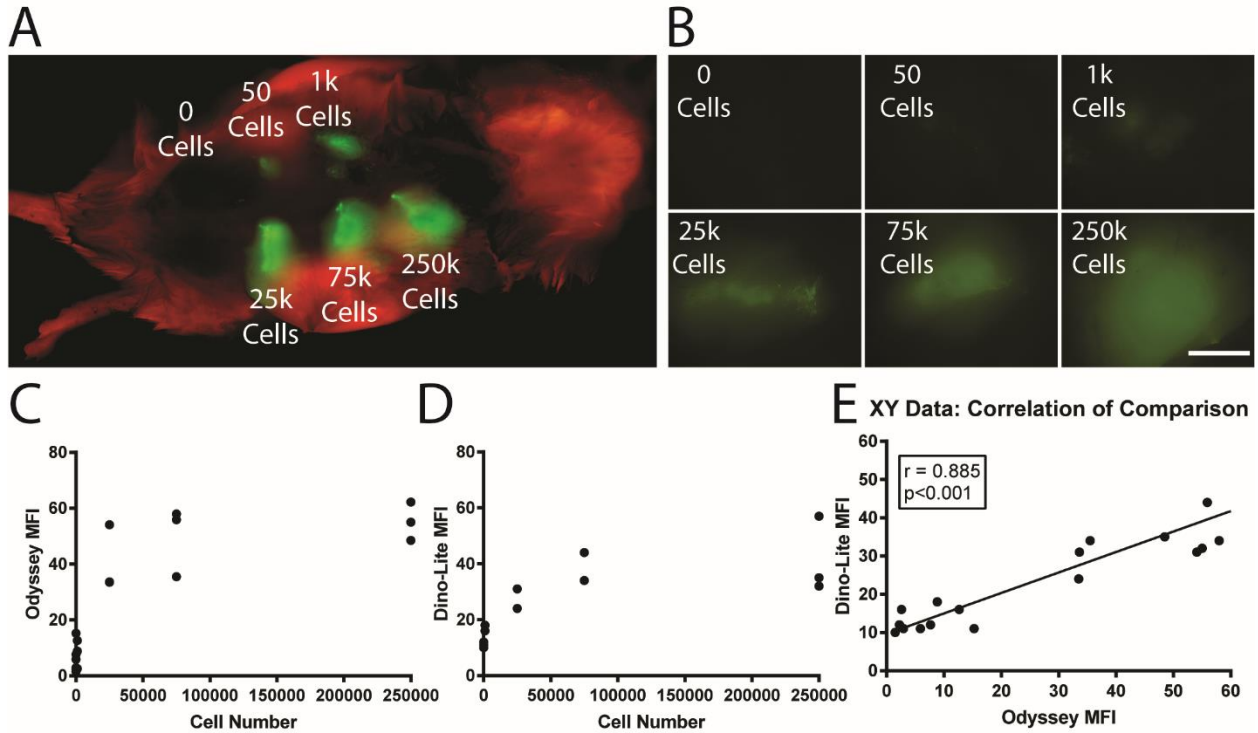 A
0
Cells
50
Cells
1k
Cells
25k
Cells
75k
Cells
250k
Cells
B
0
Cells
50
Cells
1k
Cells
25k
Cells
75k
Cells
250k
Cells
C
Odyssey MFI
80
60
40
20
0
0
50000
100000
150000
200000
250000
Cell Number
D
Dino-Lite MFI
80
60
40
20
0
0
50000
100000
150000
200000
250000
Cell Number
E
XY Data: Correlation of Comparison
r = 0.885
p<0.001
Dino-Lite MFI
60
50
40
30
20
10
0
0
10
20
30
40
50
60
Odyssey MFI